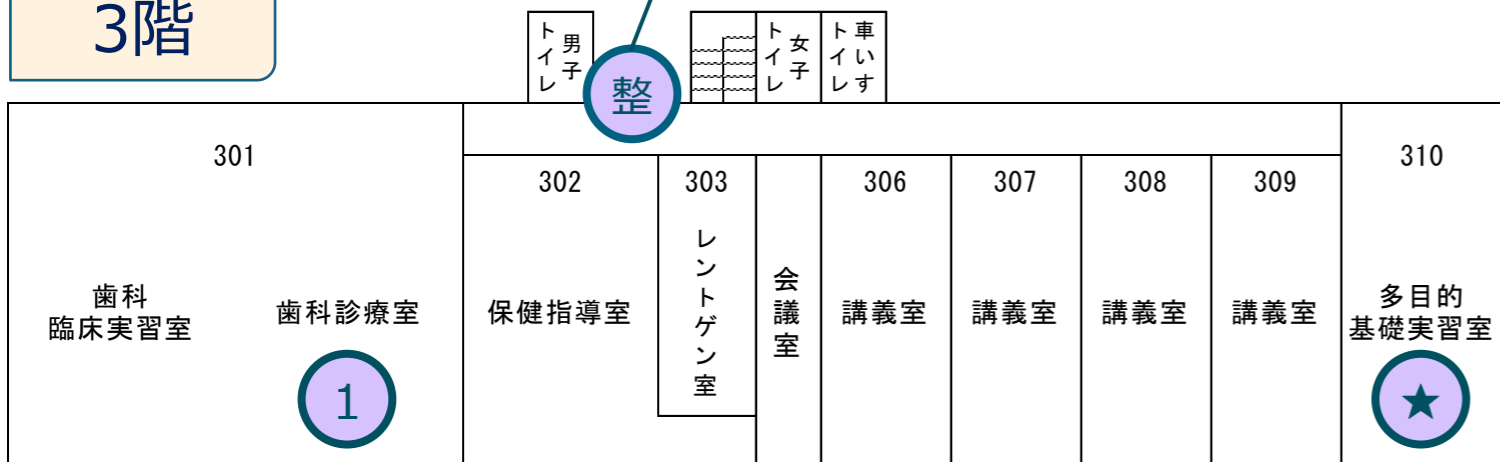 3階
男子
トイレ
整
女子
トイレ
車いす
トイレ
301
歯科
臨床実習室
歯科診療室
1
302
保健指導室
303
レントゲン室
会議室
306
講義室
307
講義室
308
講義室
309
講義室
310
多目的
基礎実習室
★